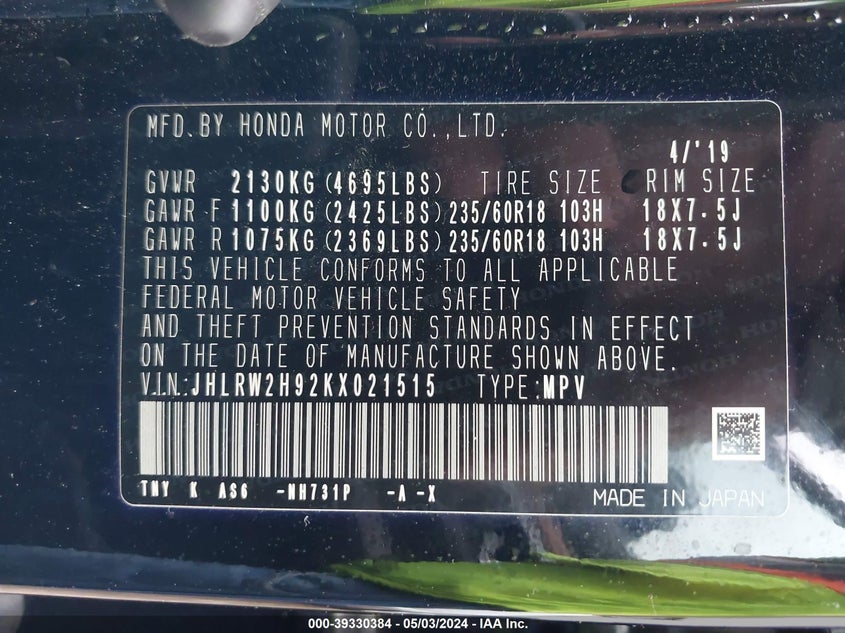 MFD.BY HONDA MOTOR CO.,LTD.
4/'19
GVWR 2130KG(4695LBS) TIRE SIZE RIM SIZE
GAWR F 1100KG(2425LBS) 235/60R18 103H 18X7.5J
GAWR R 1075KG(2369LBS) 235/60R18 103H 18X7.5J
THIS VEHICLE CONFORMS TO ALL APPLICABLE
FEDERAL MOTOR VEHICLE SAFETY
AND THEFT PREVENTION STANDARDS IN EFFECT
ON THE DATE OF MANUFACTURE SHOWN ABOVE.
V.I.N.:JHLRW2H92KX021515 TYPE:MPV
TNY K AS6 -NH731P -A -X
MADE IN JAPAN
000-39330384 - 05/03/2024 - IAA Inc.